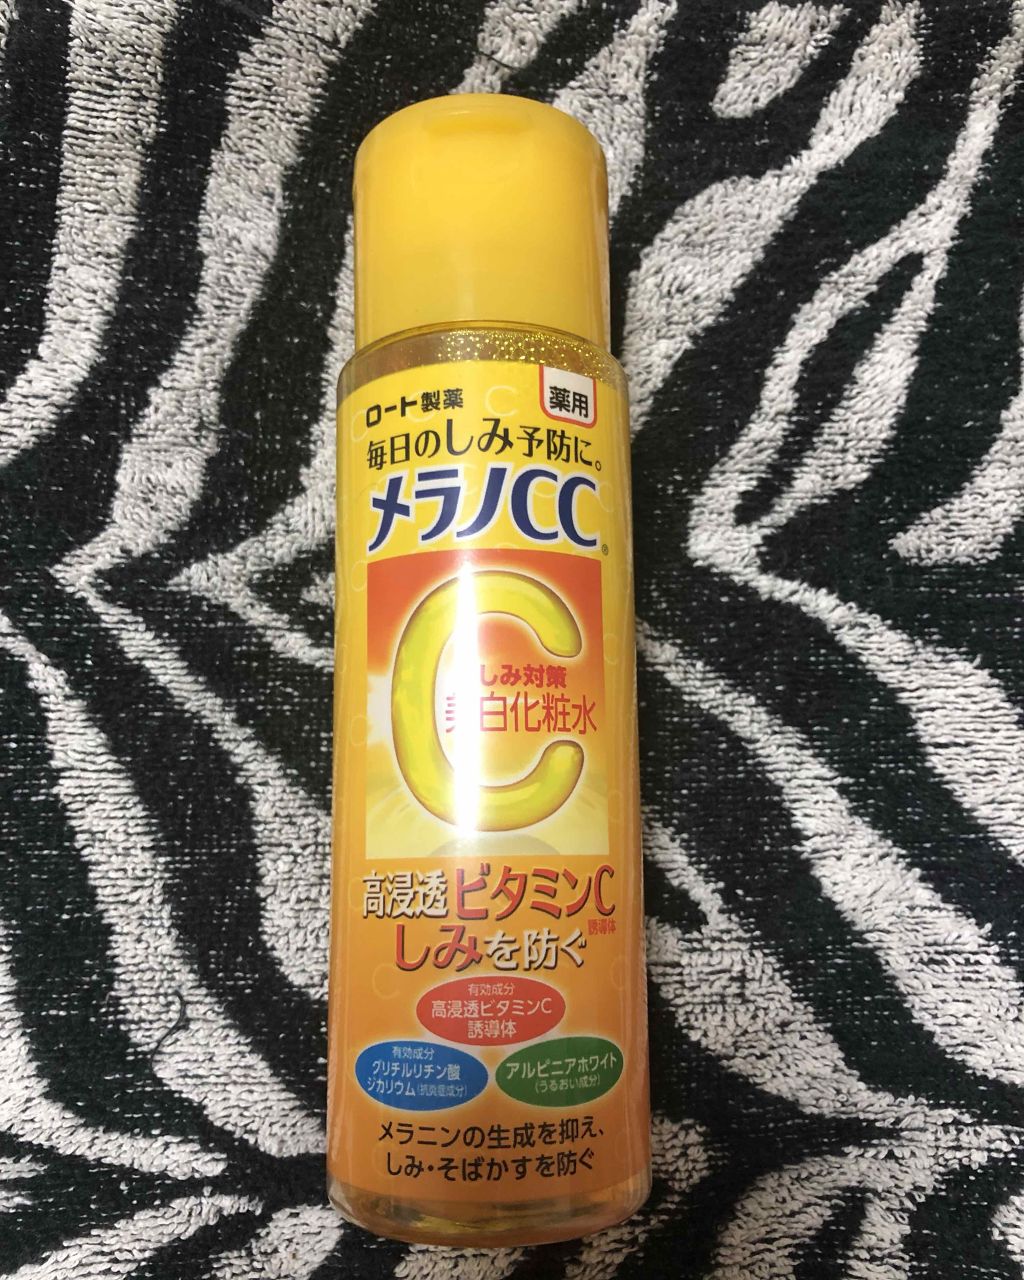 ロート製薬
薬用
毎日のしみ予防に。
メラノCC®
しみ対策
美白化粧水
高浸透ビタミンC
誘導体
しみを防ぐ
有効成分
高浸透ビタミンC
誘導体
有効成分
グリチルリチン酸
ジカリウム(抗炎症成分)
アルピニアホワイト
(うるおい成分)
メラニンの生成を抑え、
しみ・そばかすを防ぐ